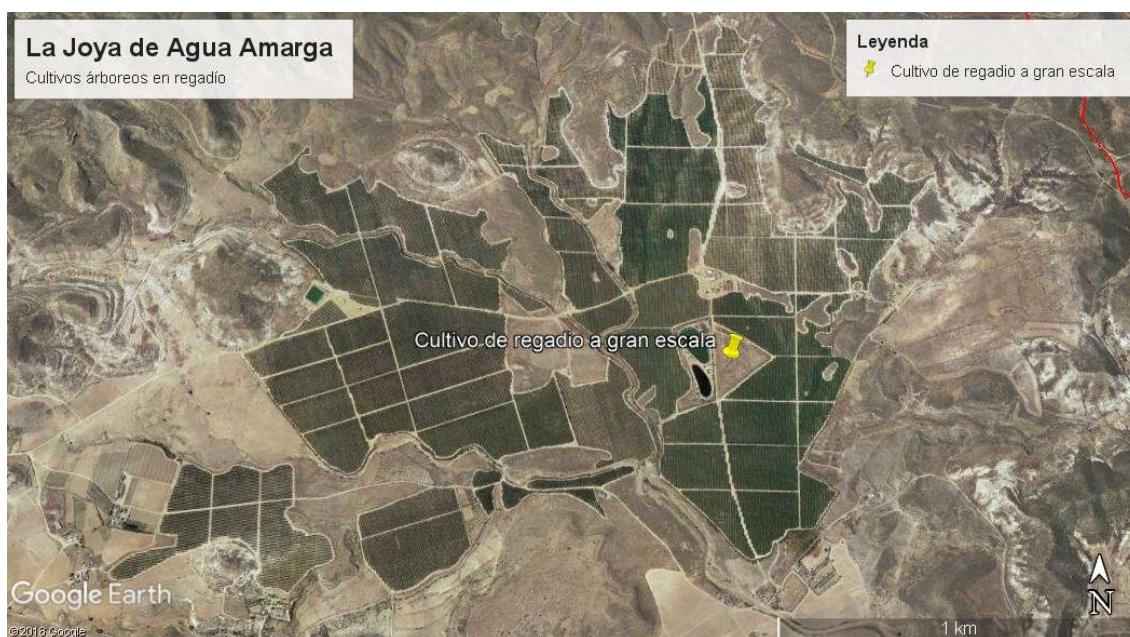 La Joya de Agua Amarga
Cultivos árboreos en regadío
Leyenda
Cultivo de regadio a gran escala
Cultivo de regadio a gran escala
Google Earth
©2018 Google
N
1 km